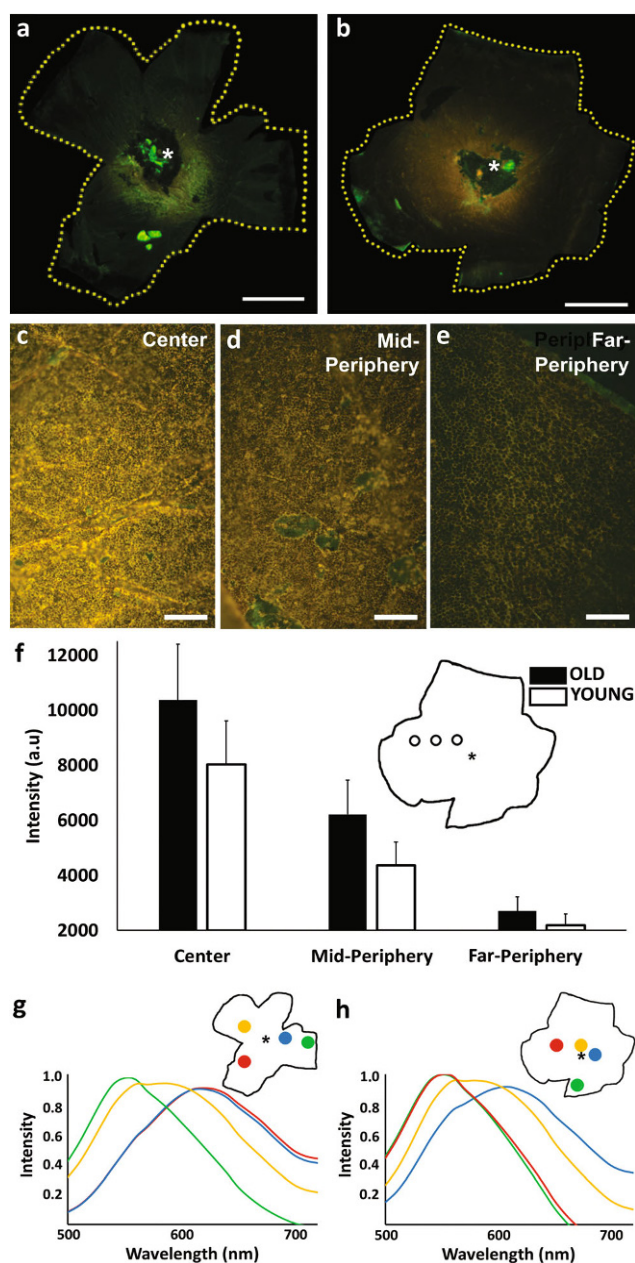 a
*
b
*
c
Center
d
Mid-
Periphery
e
Far-
Periphery
f
12000
10000
8000
6000
4000
2000
Intensity (a.u)
OLD
YOUNG
*
Center
Mid-Periphery
Far-Periphery
g
*
1.0
0.8
0.6
0.4
0.2
Intensity
500
600
700
Wavelength (nm)
h
*
1.0
0.8
0.6
0.4
0.2
Intensity
500
600
700
Wavelength (nm)